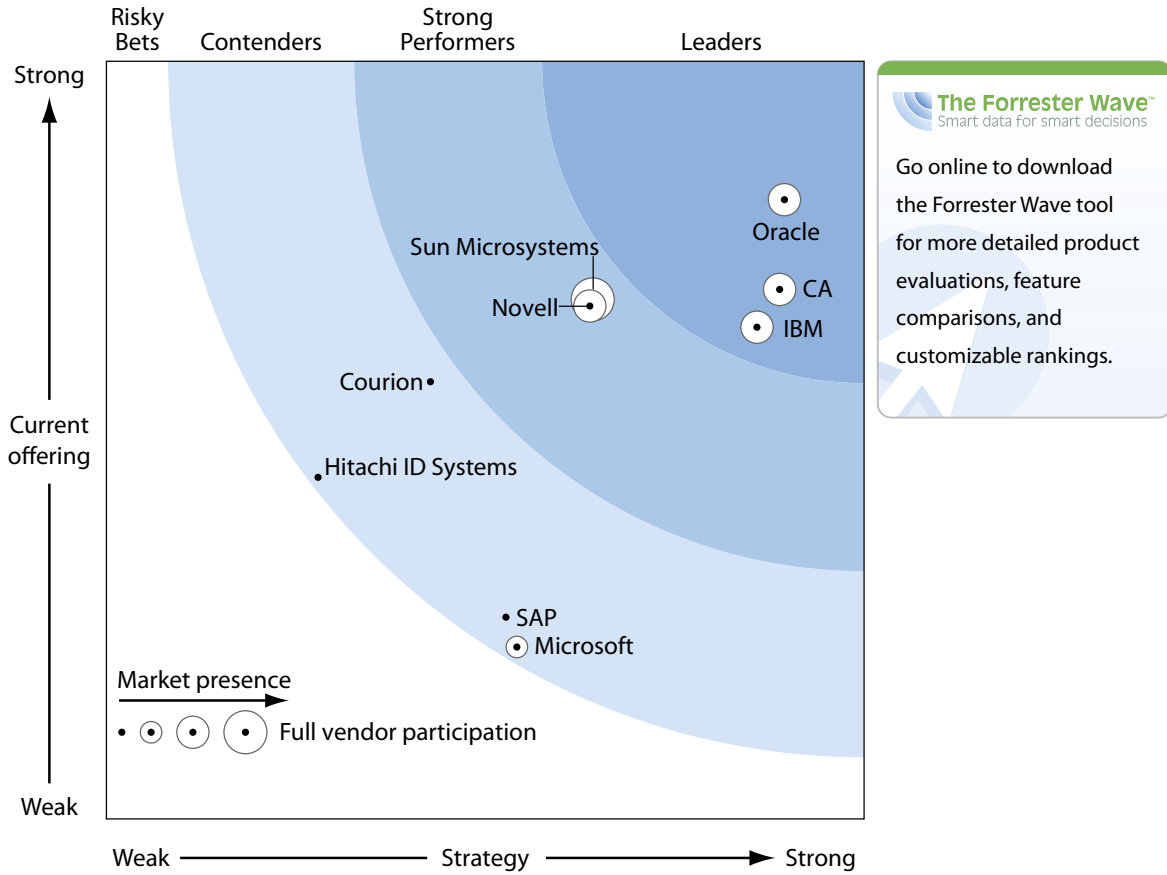 Risky
Bets
Contenders
Strong
Performers
Leaders
Strong
The Forrester Wave™
Smart data for smart decisions
Go online to download
the Forrester Wave tool
for more detailed product
evaluations, feature
comparisons, and
customizable rankings.
Oracle
Sun Microsystems
CA
Novell
IBM
Courion
Current
offering
Hitachi ID Systems
SAP
Microsoft
Market presence
Full vendor participation
Weak
Weak
Strategy
Strong